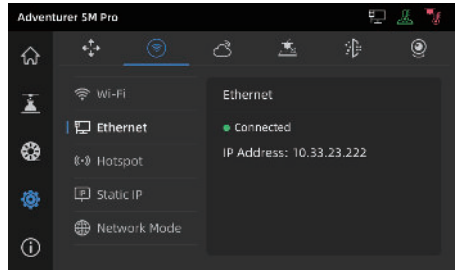 Adventurer 5M Pro
Wi-Fi
Ethernet
Hotspot
IP
Static IP
Network Mode
Ethernet
Connected
IP Address: 10.33.23.222